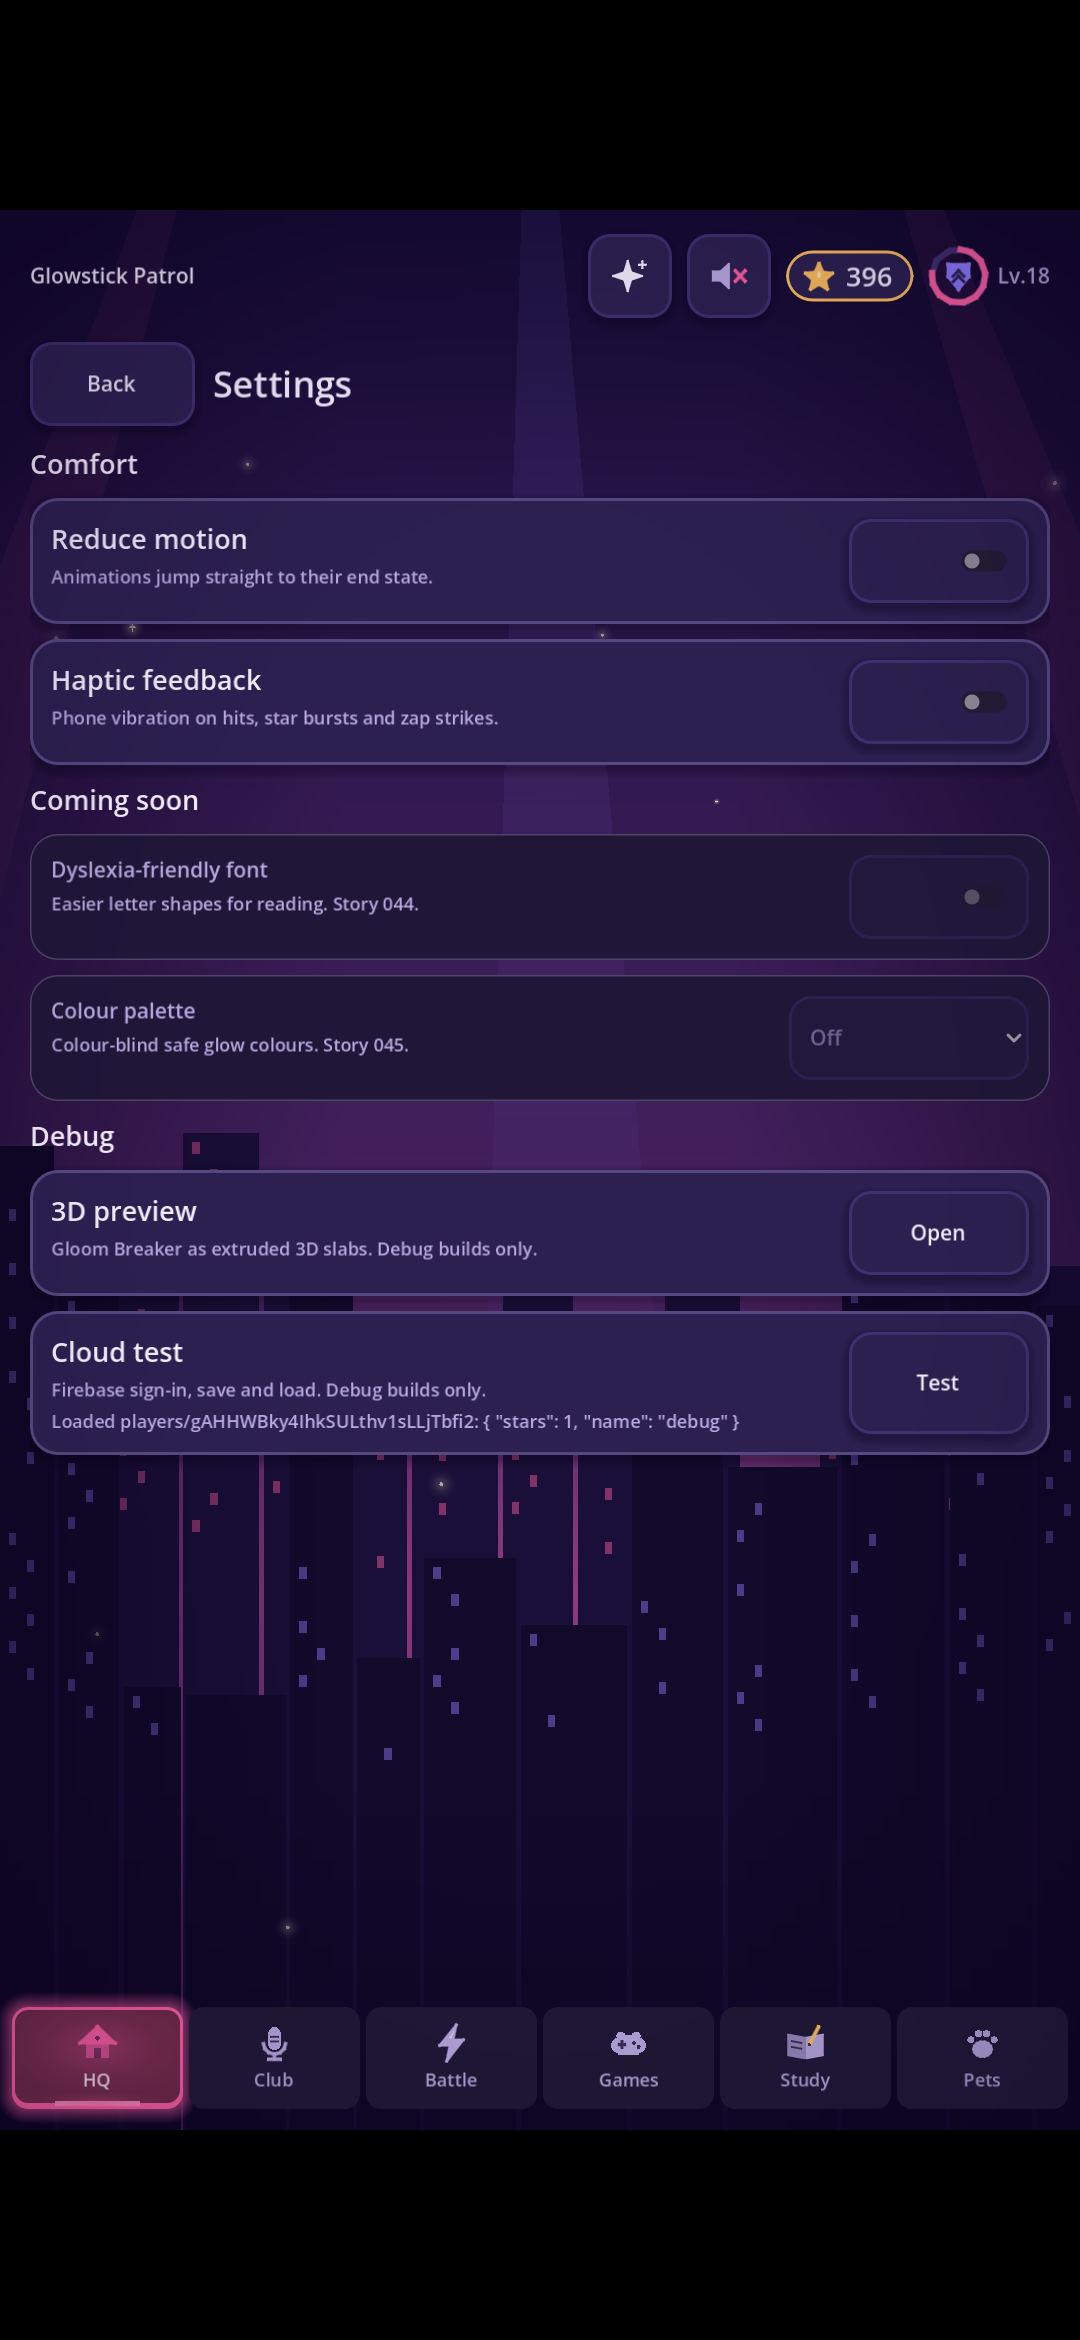 Glowstick Patrol
396
Lv.18
Back
Settings
Comfort
Reduce motion
Animations jump straight to their end state.
Haptic feedback
Phone vibration on hits, star bursts and zap strikes.
Coming soon
Dyslexia-friendly font
Easier letter shapes for reading. Story 044.
Colour palette
Colour-blind safe glow colours. Story 045.
Off
Debug
3D preview
Gloom Breaker as extruded 3D slabs. Debug builds only.
Open
Cloud test
Firebase sign-in, save and load. Debug builds only.
Loaded players/gAHHWBky4IhkSULthv1sLLjTbfi2: { "stars": 1, "name": "debug" }
Test
HQ
Club
Battle
Games
Study
Pets